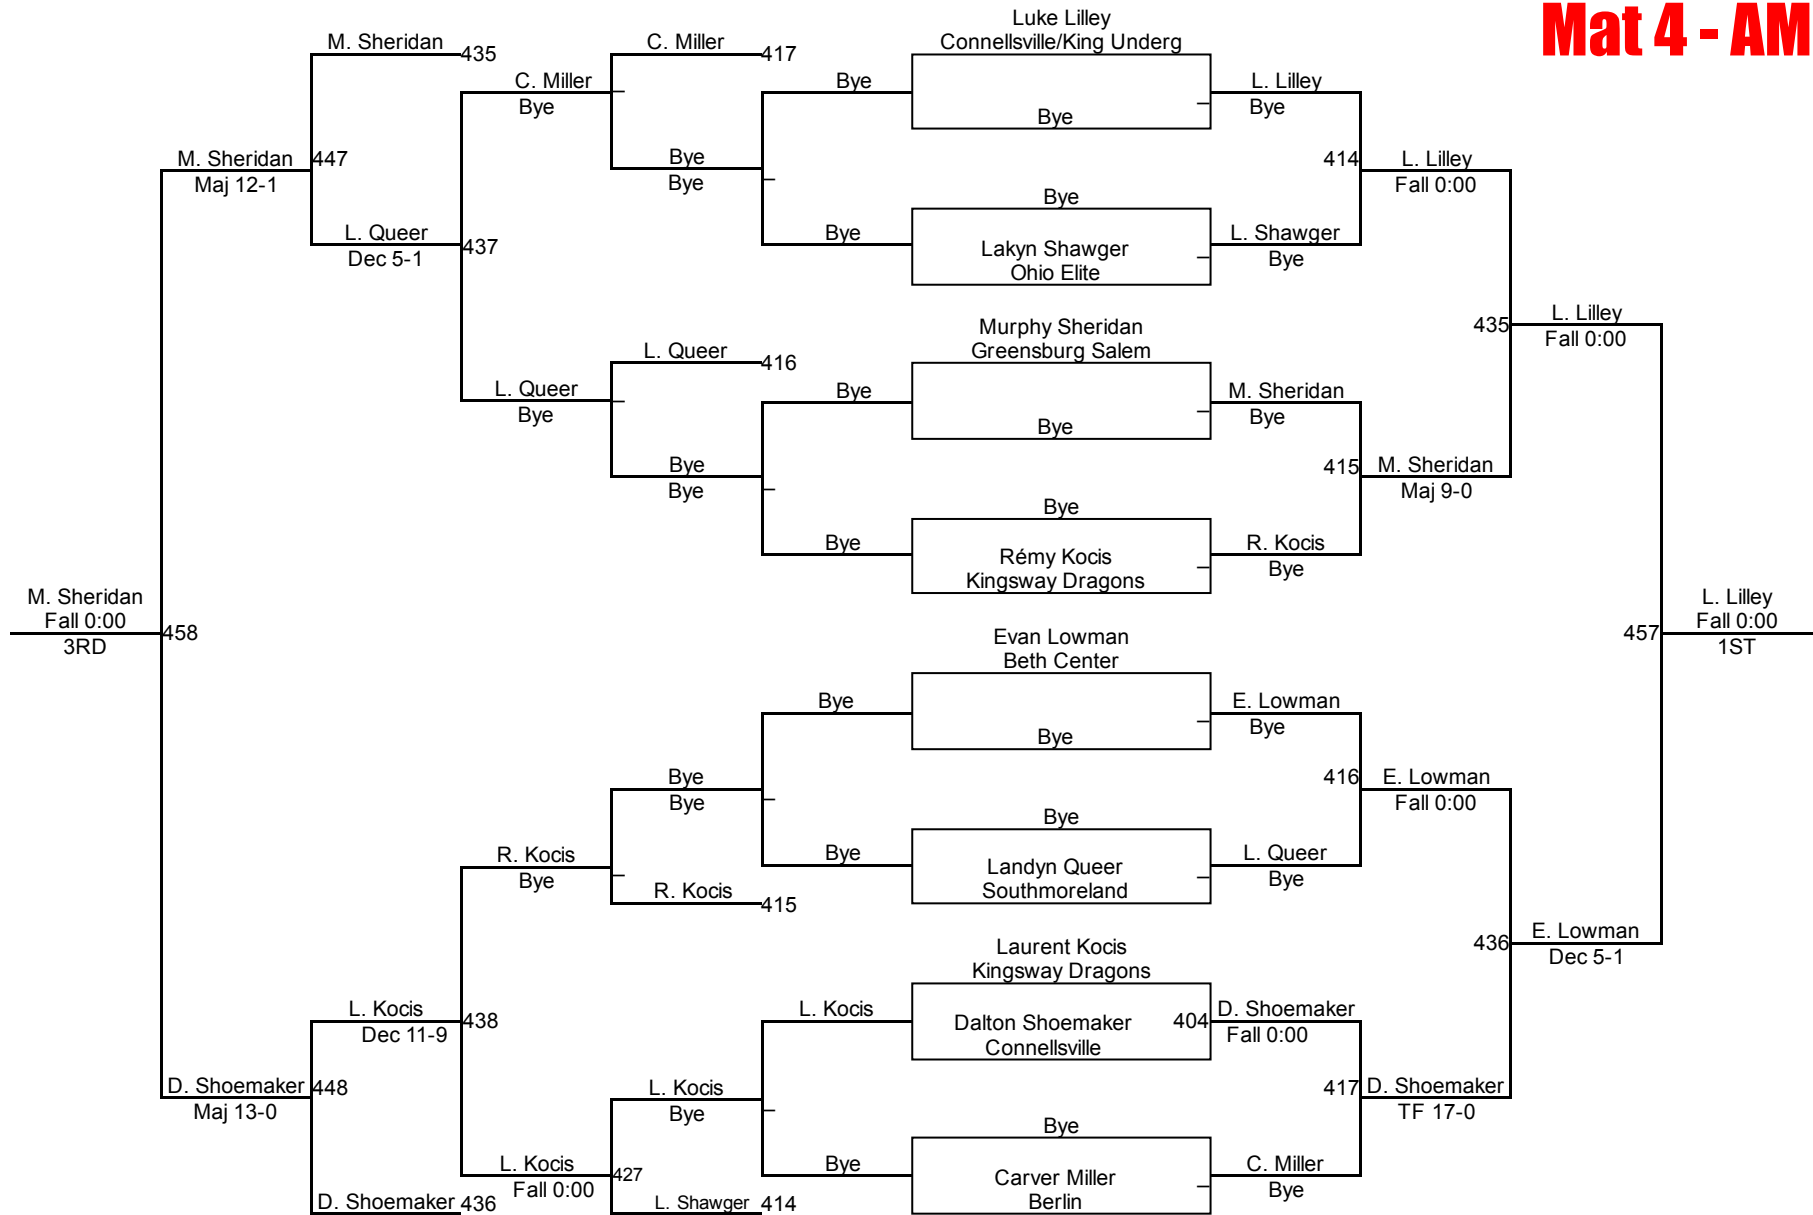 Mat 4 - AM
Luke Lilley
Connellsville/King Underg
M. Sheridan
435
C. Miller
417
C. Miller
Bye
Bye
Bye
L. Lilley
Bye
M. Sheridan
447
Maj 12-1
Bye
Bye
414
L. Lilley
Fall 0:00
L. Queer
437
Dec 5-1
Bye
Bye
Lakyn Shawger
Ohio Elite
L. Shawger
Bye
Murphy Sheridan
Greensburg Salem
435
L. Lilley
Fall 0:00
L. Queer
416
L. Queer
Bye
Bye
Bye
M. Sheridan
Bye
Bye
Bye
415
M. Sheridan
Maj 9-0
Bye
Bye
Rémy Kocis
Kingsway Dragons
R. Kocis
Bye
M. Sheridan
Fall 0:00
3RD
458
457
L. Lilley
Fall 0:00
1ST
Evan Lowman
Beth Center
Bye
Bye
E. Lowman
Bye
Bye
Bye
416
E. Lowman
Fall 0:00
R. Kocis
Bye
Bye
Bye
Landyn Queer
Southmoreland
L. Queer
Bye
R. Kocis
415
436
E. Lowman
Dec 5-1
Laurent Kocis
Kingsway Dragons
L. Kocis
438
Dec 11-9
L. Kocis
Dalton Shoemaker
Connellsville
404
D. Shoemaker
Fall 0:00
D. Shoemaker
448
Maj 13-0
L. Kocis
Bye
417
D. Shoemaker
TF 17-0
Bye
L. Kocis
427
Fall 0:00
Bye
Carver Miller
Berlin
C. Miller
Bye
D. Shoemaker
436
L. Shawger
414